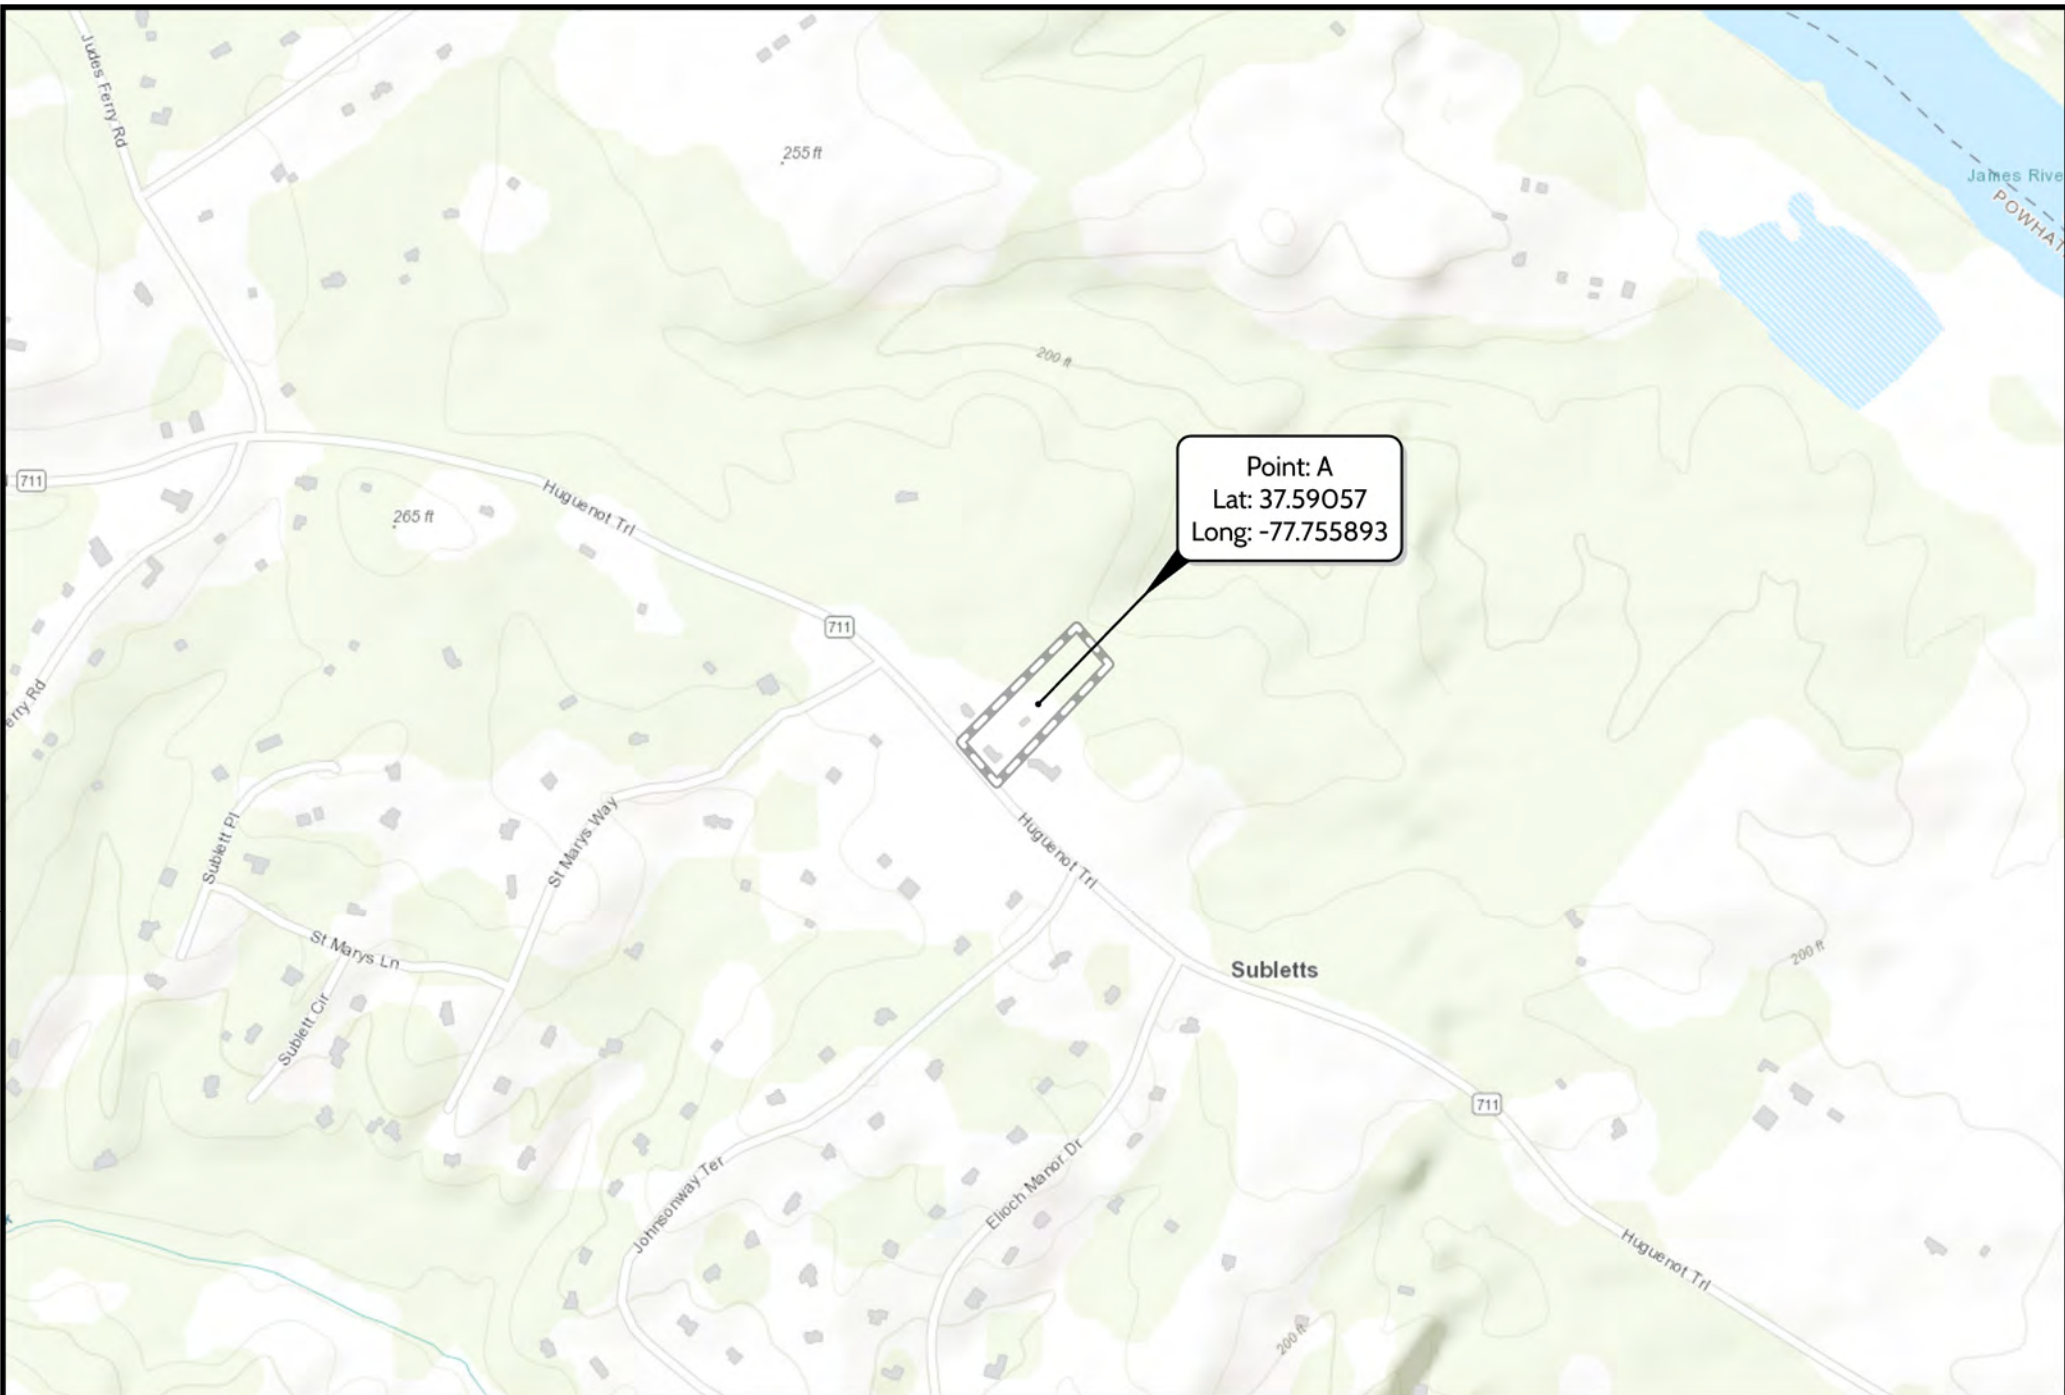 Judes Ferry Rd
255 ft
James Rive
POWHAT
200 ft
Point: A
Lat: 37.59057
Long: -77.755893
711
Huguenot Trl
265 ft
711
erry Rd
Sublett Pl
St Marys Way
Huguenot Trl
St Marys Ln
Subletts
200 ft
Sublett Cir
711
Johnsonway Ter
Elioch Manor Dr
Huguenot Trl
200 ft